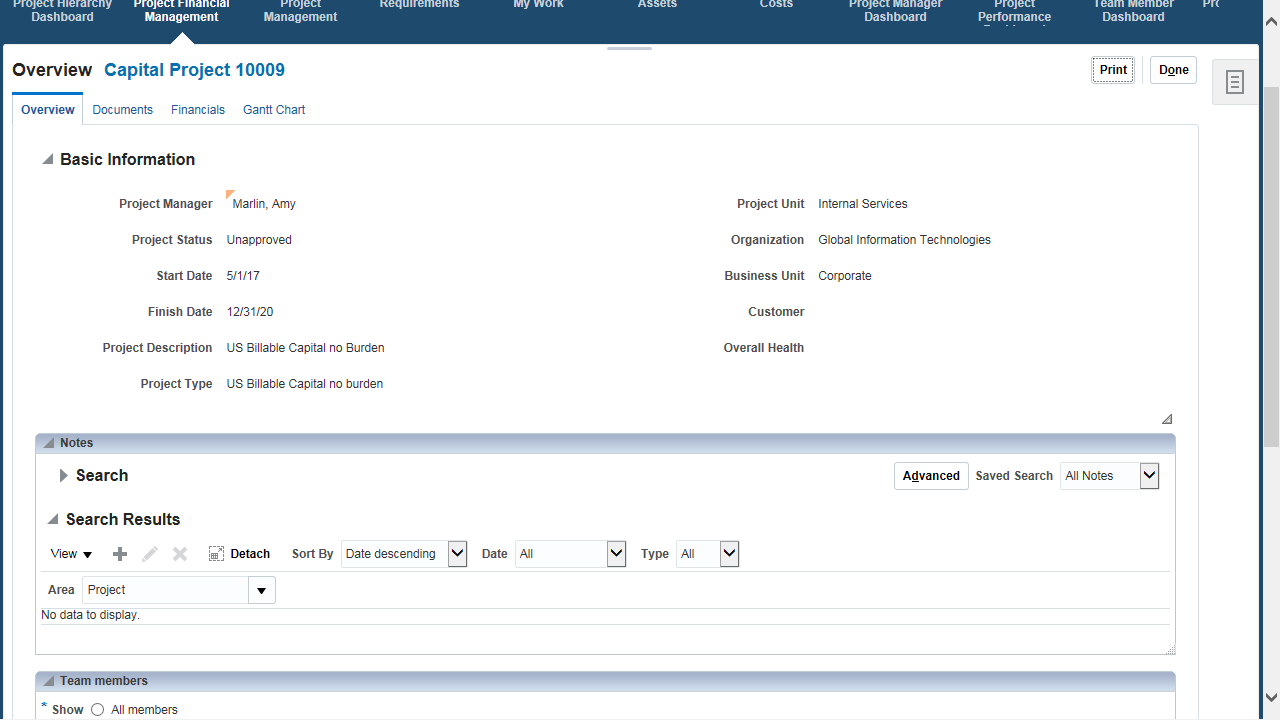 Project Hierarchy Dashboard
Project Financial Management
Project Management
Requirements
My Work
Assets
Costs
Project Manager Dashboard
Project Performance
Team Member Dashboard
Overview Capital Project 10009
Print Done
Overview Documents Financials Gantt Chart
Basic Information
Project Manager Marlin, Amy
Project Unit Internal Services
Project Status Unapproved
Organization Global Information Technologies
Start Date 5/1/17
Business Unit Corporate
Finish Date 12/31/20
Customer
Project Description US Billable Capital no Burden
Overall Health
Project Type US Billable Capital no burden
Notes
Search Advanced Saved Search All Notes
Search Results
View Detach Sort By Date descending Date All Type All
Area Project
No data to display.
Team members
* Show All members